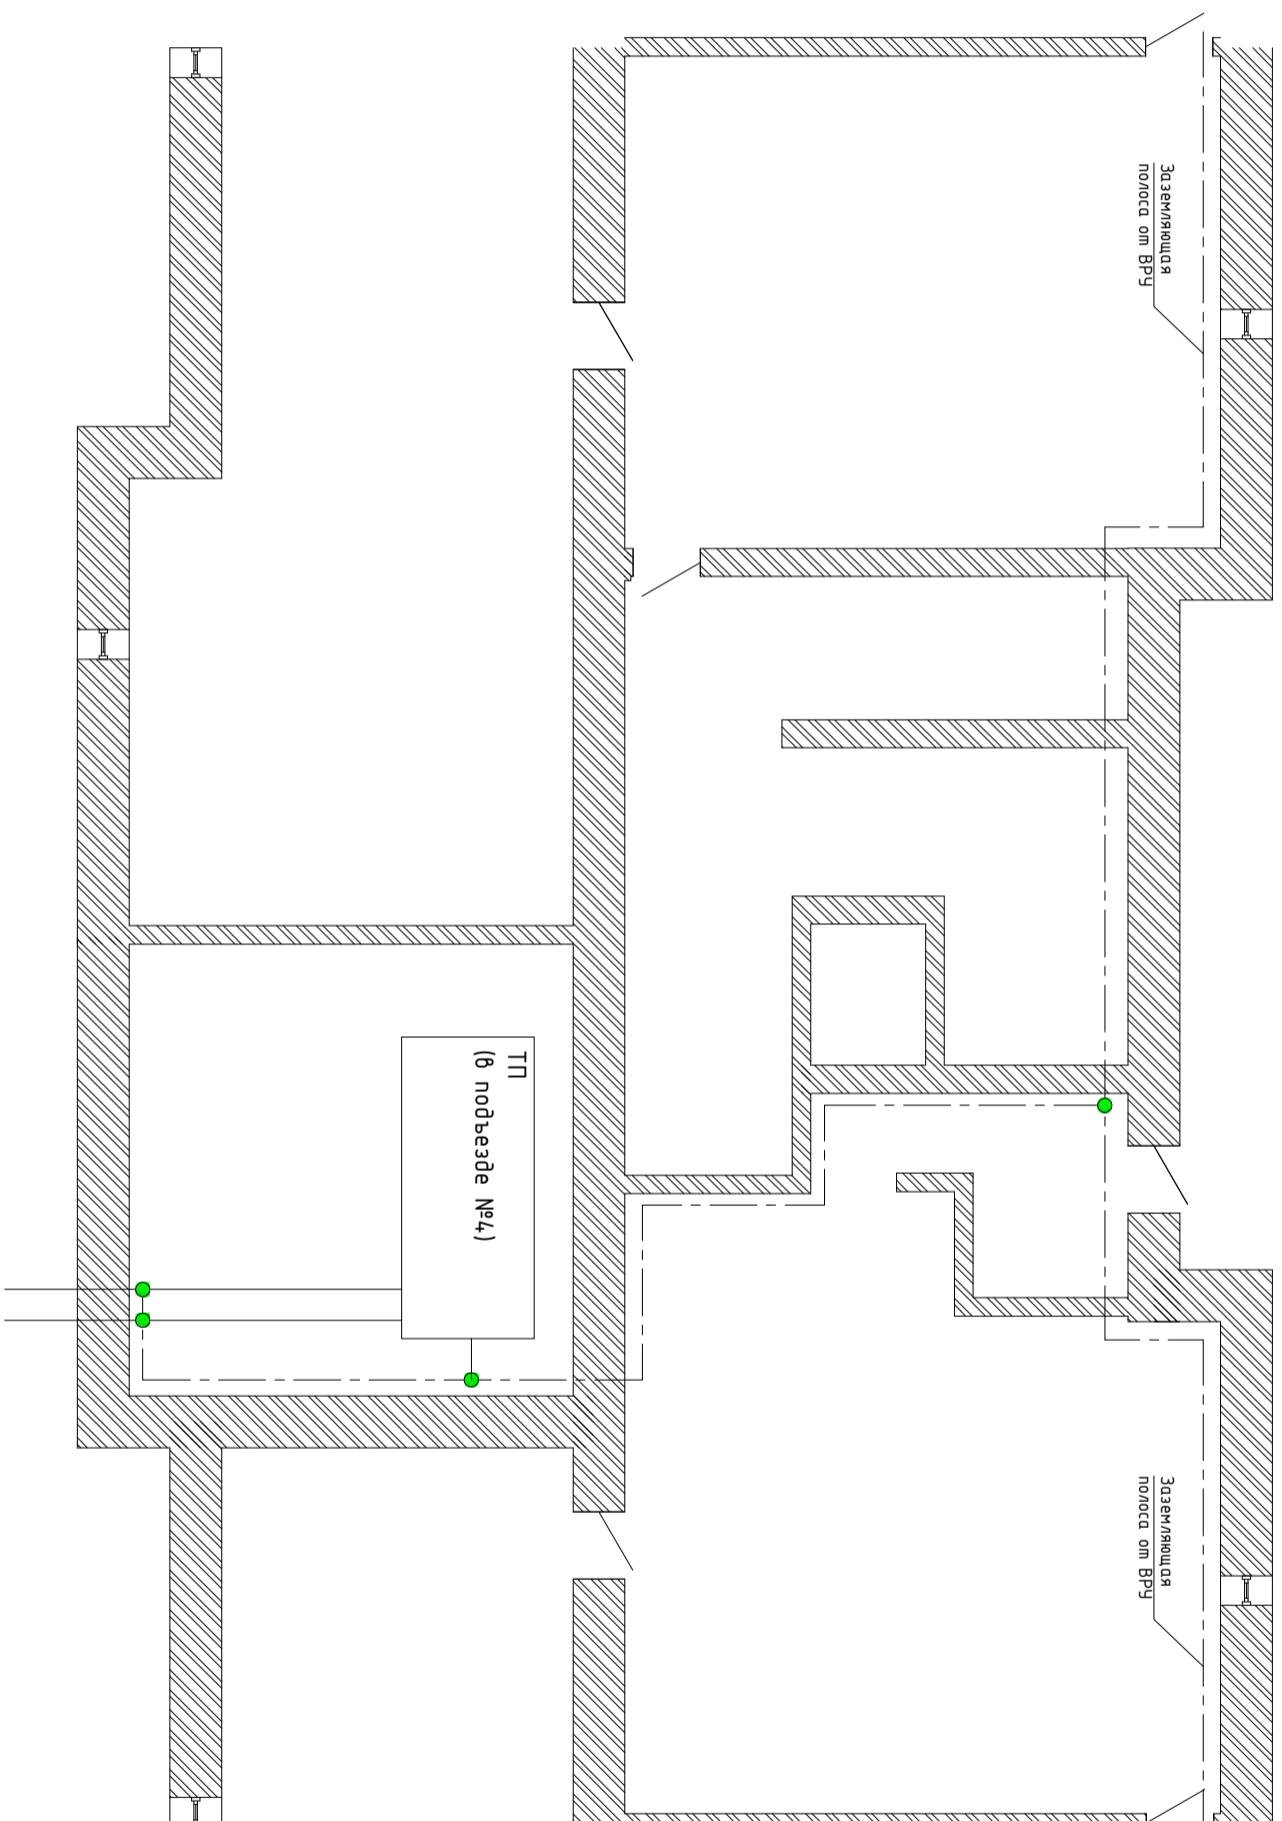 Заземляющая
полоса от ВРУ
ТП
(в подъезде №4)
Заземляющая
полоса от ВРУ